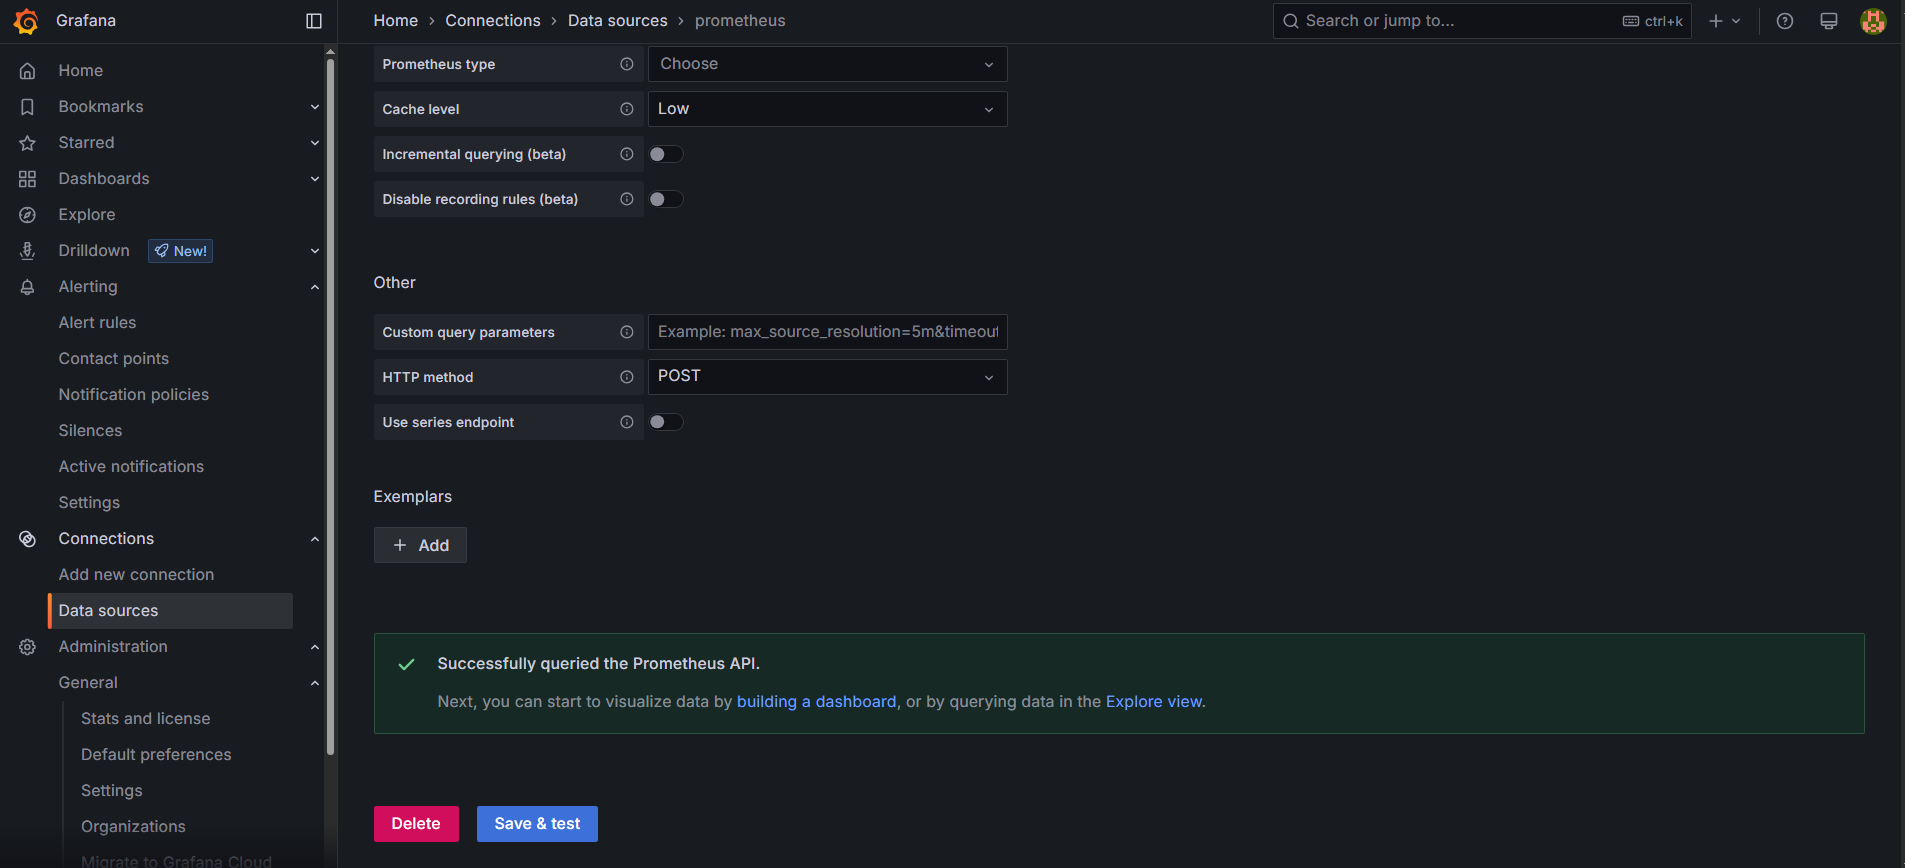 Grafana
Home > Connections > Data sources > prometheus
Search or jump to...
ctrl+k
Home
Bookmarks
Starred
Dashboards
Explore
Drilldown
New!
Alerting
Alert rules
Contact points
Notification policies
Silences
Active notifications
Settings
Connections
Add new connection
Data sources
Administration
General
Stats and license
Default preferences
Settings
Organizations
Migrate to Grafana Cloud
Prometheus type
Choose
Cache level
Low
Incremental querying (beta)
Disable recording rules (beta)
Other
Custom query parameters
Example: max_source_resolution=5m&timeout
HTTP method
POST
Use series endpoint
Exemplars
+ Add
Successfully queried the Prometheus API.
Next, you can start to visualize data by building a dashboard, or by querying data in the Explore view.
Delete
Save & test